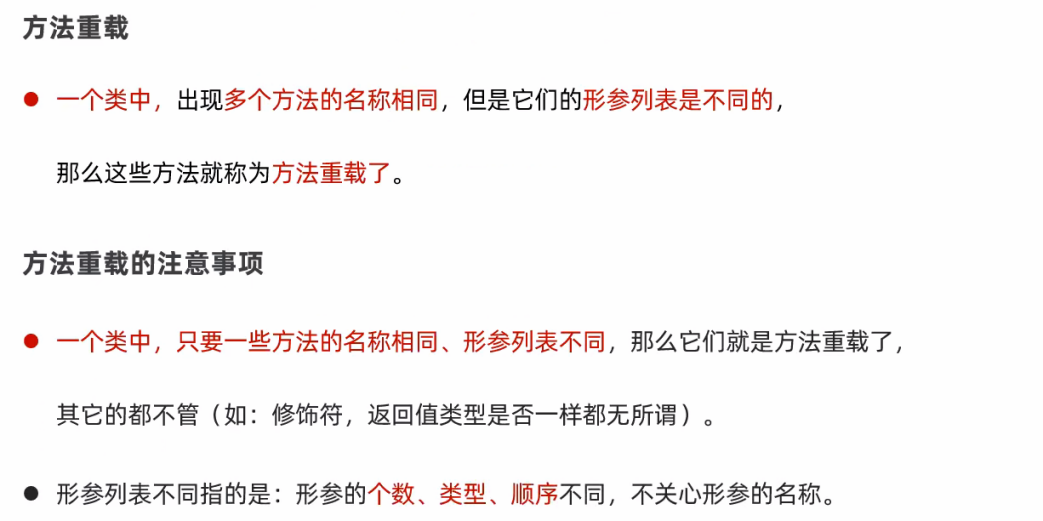 方法重载
● 一个类中，出现多个方法的名称相同，但是它们的形参列表是不同的，
那么这些方法就称为方法重载了。
方法重载的注意事项
● 一个类中，只要一些方法的名称相同、形参列表不同，那么它们就是方法重载了，
其它的都不管（如：修饰符，返回值类型是否一样都无所谓）。
● 形参列表不同指的是：形参的个数、类型、顺序不同，不关心形参的名称。